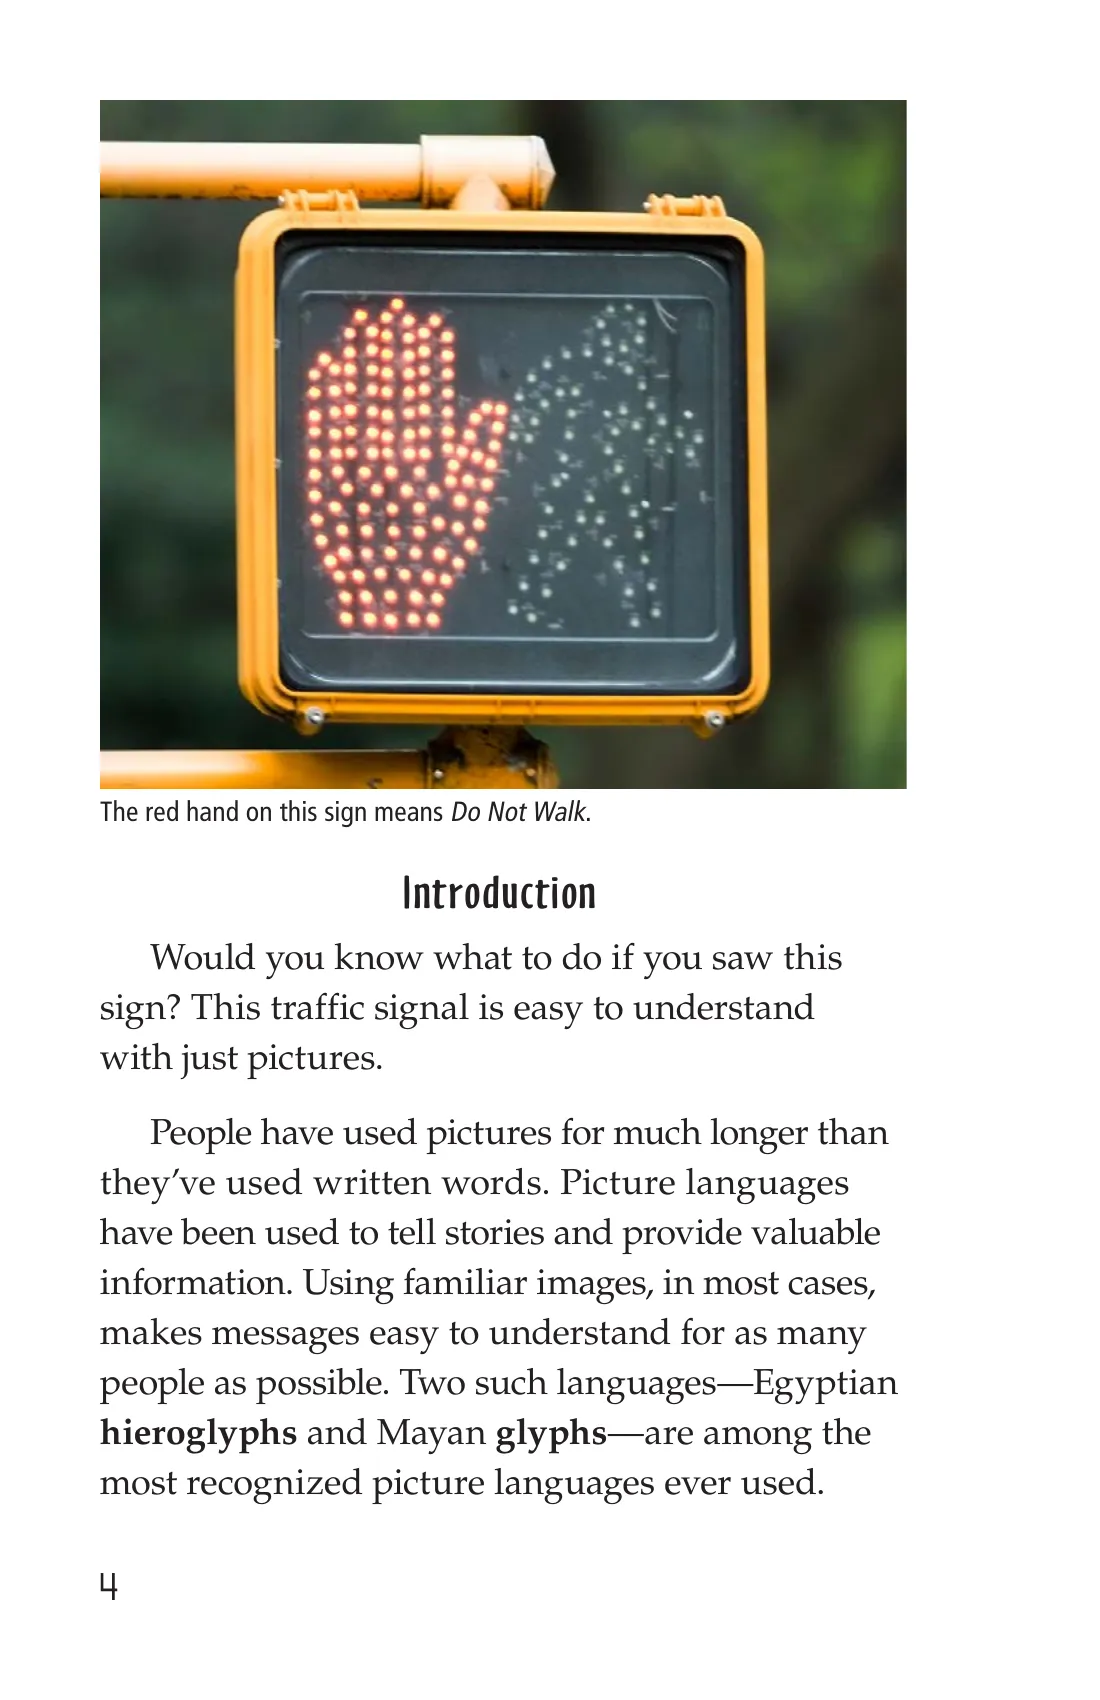 The red hand on this sign means Do Not Walk.
Introduction
Would you know what to do if you saw this
sign? This traffic signal is easy to understand
with just pictures.
People have used pictures for much longer than
they’ve used written words. Picture languages
have been used to tell stories and provide valuable
information. Using familiar images, in most cases,
makes messages easy to understand for as many
people as possible. Two such languages—Egyptian
hieroglyphs and Mayan glyphs—are among the
most recognized picture languages ever used.
4